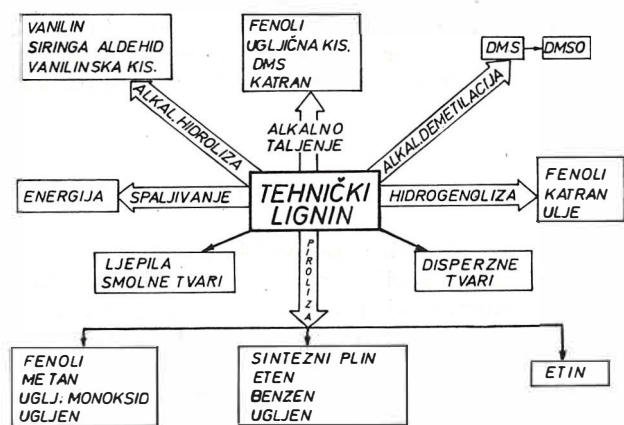 VANILIN
SIRINGA ALDEHID
VANILINSKA KIS.
FENOLI
UGLJIČNA KIS.
DMS
KATRAN
DMS
DMSO
ALKAL. HIDROLIZA
ALKALNO
TALJENJE
ALKAL. DEMETILACIJA
ENERGIJA
SPALJIVANJE
TEHNIČKI
LIGNIN
HIDROGENGLIZA
FENOLI
KATRAN
ULJE
LJEPILA
SMOLNE TVARI
PIROLIZA
DISPERZNE
TVARI
FENOLI
METAN
UGLJ. MONOKSID
UGLJEN
SINTEZNI PLIN
ETEN
BENZEN
UGLJEN
ETIN